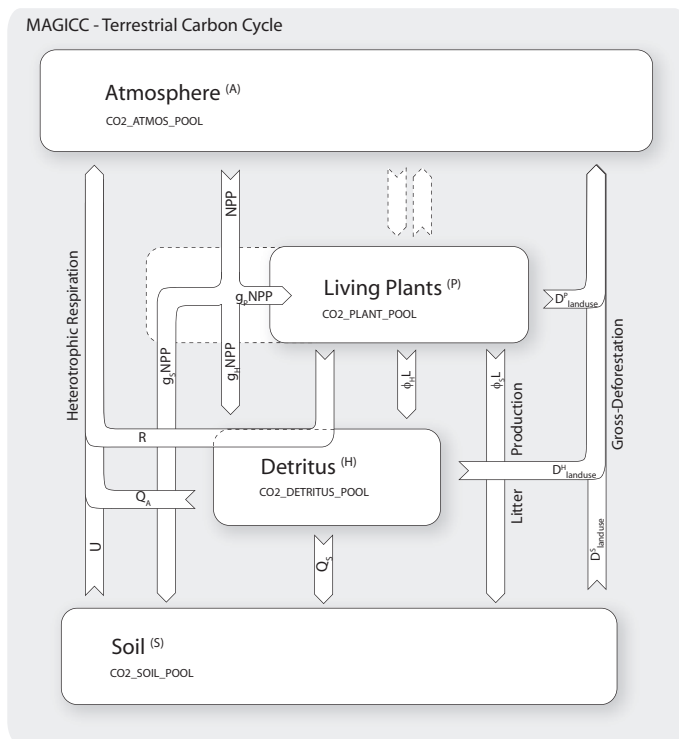 MAGICC - Terrestrial Carbon Cycle
Atmosphere (A)
CO2_ATMOS_POOL
NPP
Heterotrophic Respiration
gPNPP
Living Plants (P)
CO2_PLANT_POOL
DPlanduse
Gross-Deforestation
gSNPP
gHNPP
ϕHL
ϕSL
Litter Production
R
Detritus (H)
CO2_DETRITUS_POOL
DHlanduse
QA
U
QS
DSlanduse
Soil (S)
CO2_SOIL_POOL